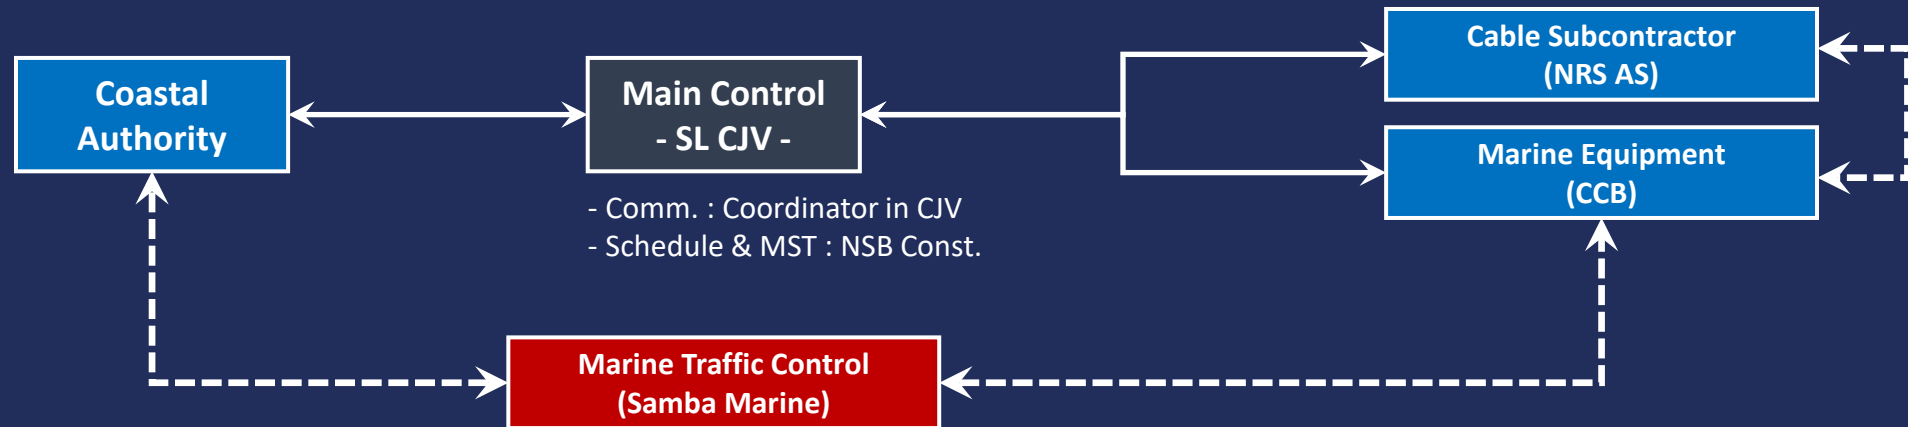 Coastal
Authority
Main Control
- SL CJV -
- Comm. : Coordinator in CJV
- Schedule & MST : NSB Const.
Cable Subcontractor
(NRS AS)
Marine Equipment
(CCB)
Marine Traffic Control
(Samba Marine)